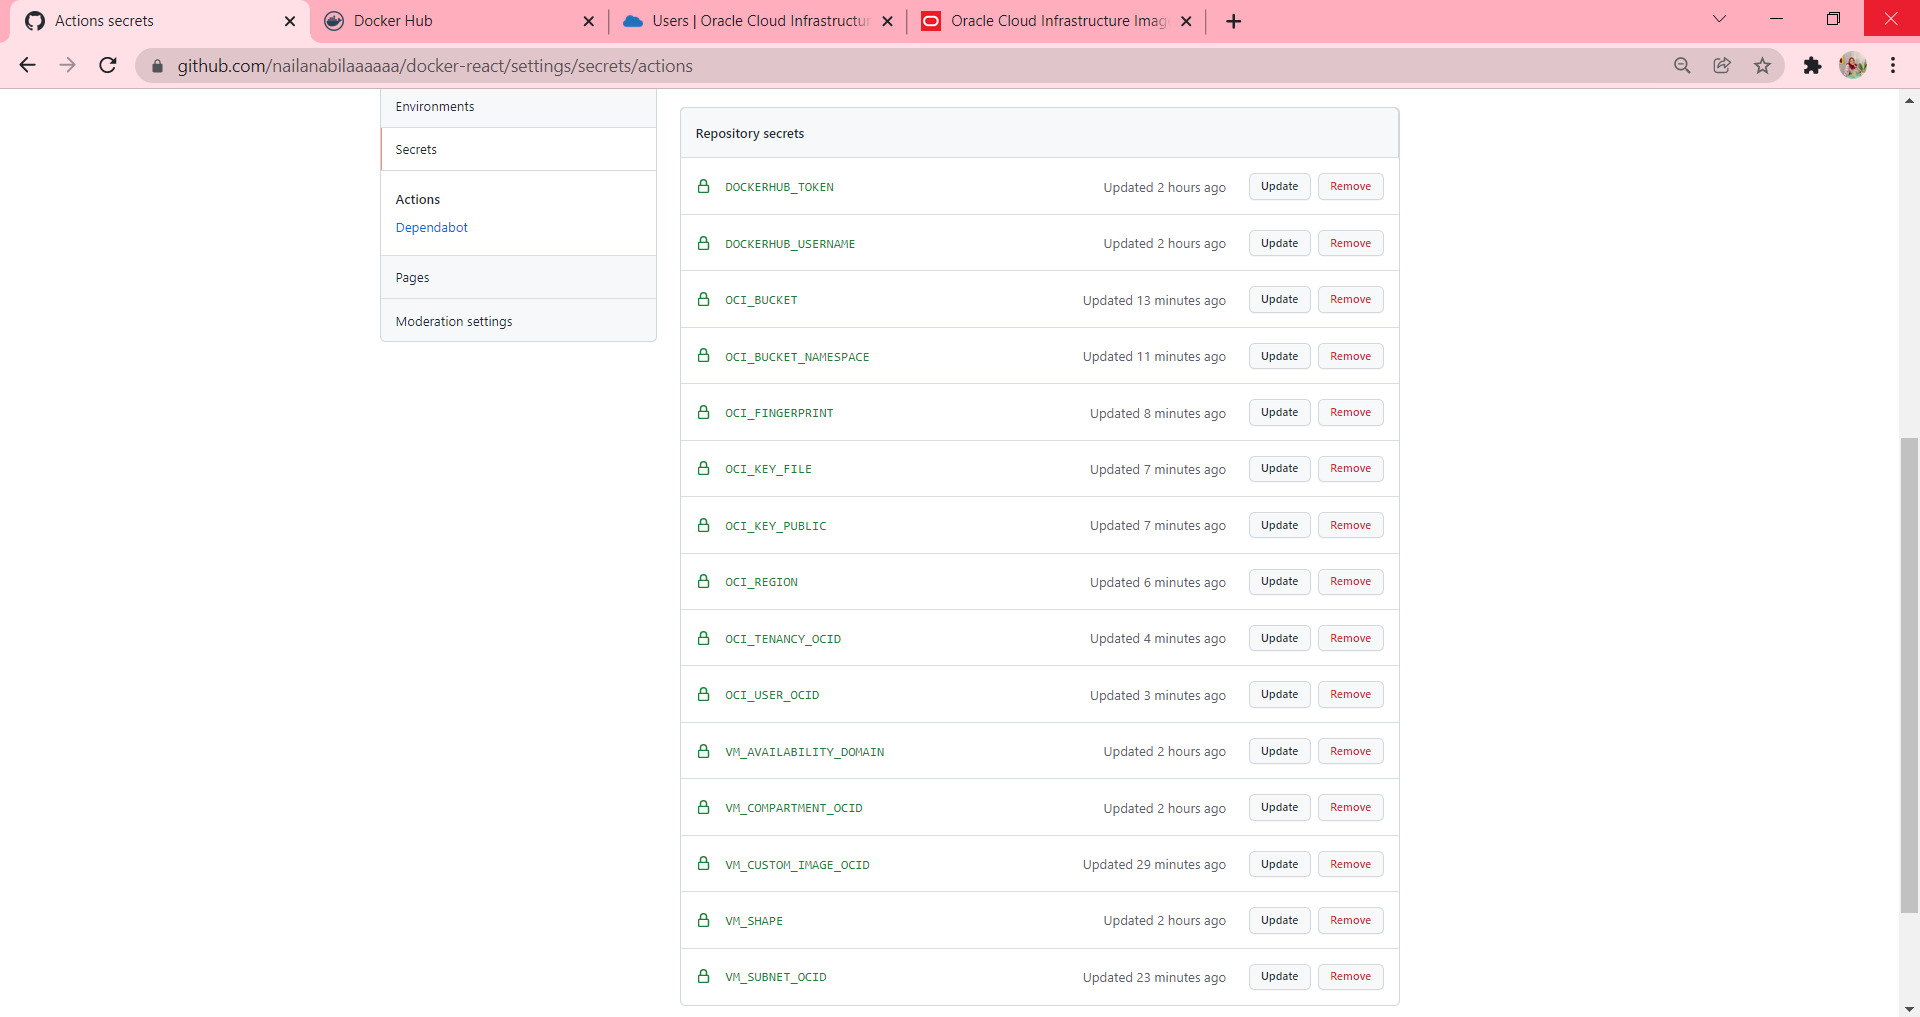 Actions secrets
Docker Hub
Users | Oracle Cloud Infrastructur
Oracle Cloud Infrastructure Imag
github.com/nailanabilaaaaaa/docker-react/settings/secrets/actions
Environments
Secrets
Actions
Dependabot
Pages
Moderation settings
Repository secrets
DOCKERHUB_TOKEN Updated 2 hours ago Update Remove
DOCKERHUB_USERNAME Updated 2 hours ago Update Remove
OCI_BUCKET Updated 13 minutes ago Update Remove
OCI_BUCKET_NAMESPACE Updated 11 minutes ago Update Remove
OCI_FINGERPRINT Updated 8 minutes ago Update Remove
OCI_KEY_FILE Updated 7 minutes ago Update Remove
OCI_KEY_PUBLIC Updated 7 minutes ago Update Remove
OCI_REGION Updated 6 minutes ago Update Remove
OCI_TENANCY_OCID Updated 4 minutes ago Update Remove
OCI_USER_OCID Updated 3 minutes ago Update Remove
VM_AVAILABILITY_DOMAIN Updated 2 hours ago Update Remove
VM_COMPARTMENT_OCID Updated 2 hours ago Update Remove
VM_CUSTOM_IMAGE_OCID Updated 29 minutes ago Update Remove
VM_SHAPE Updated 2 hours ago Update Remove
VM_SUBNET_OCID Updated 23 minutes ago Update Remove